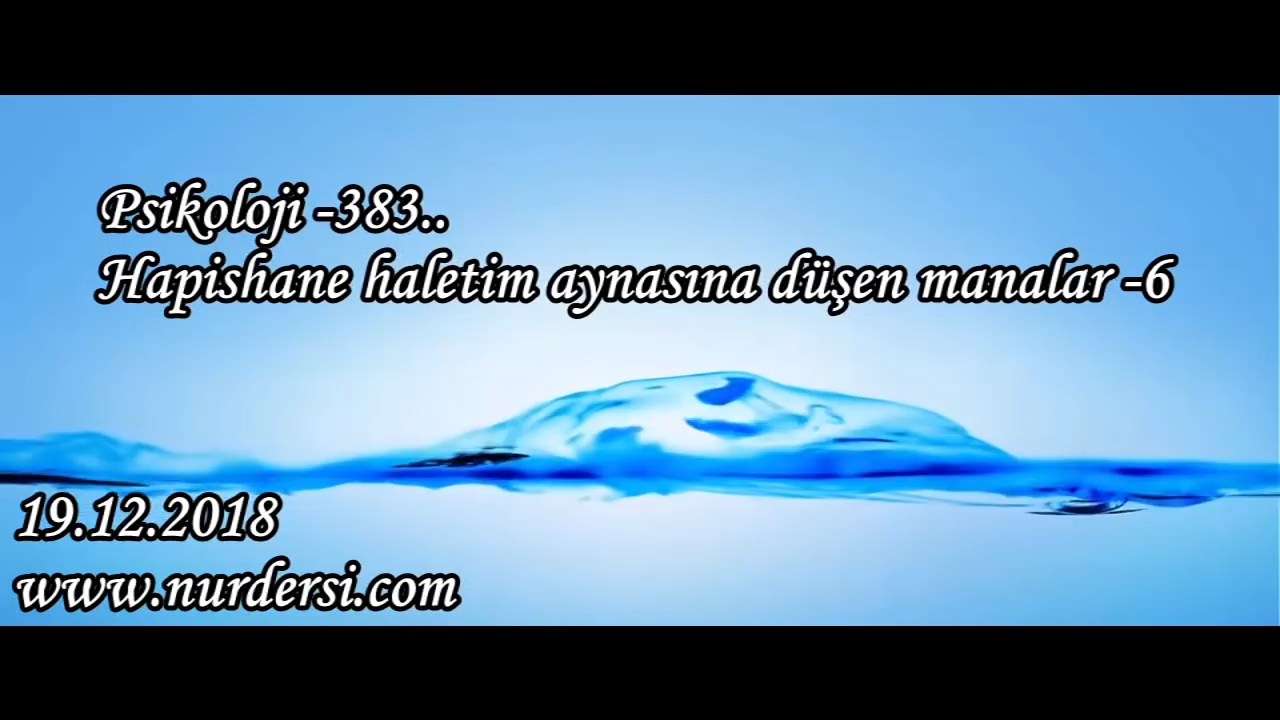 Psikoloji -383..
Hapishane haletim aynasına düşen manalar -6
19.12.2018
www.nurdersi.com